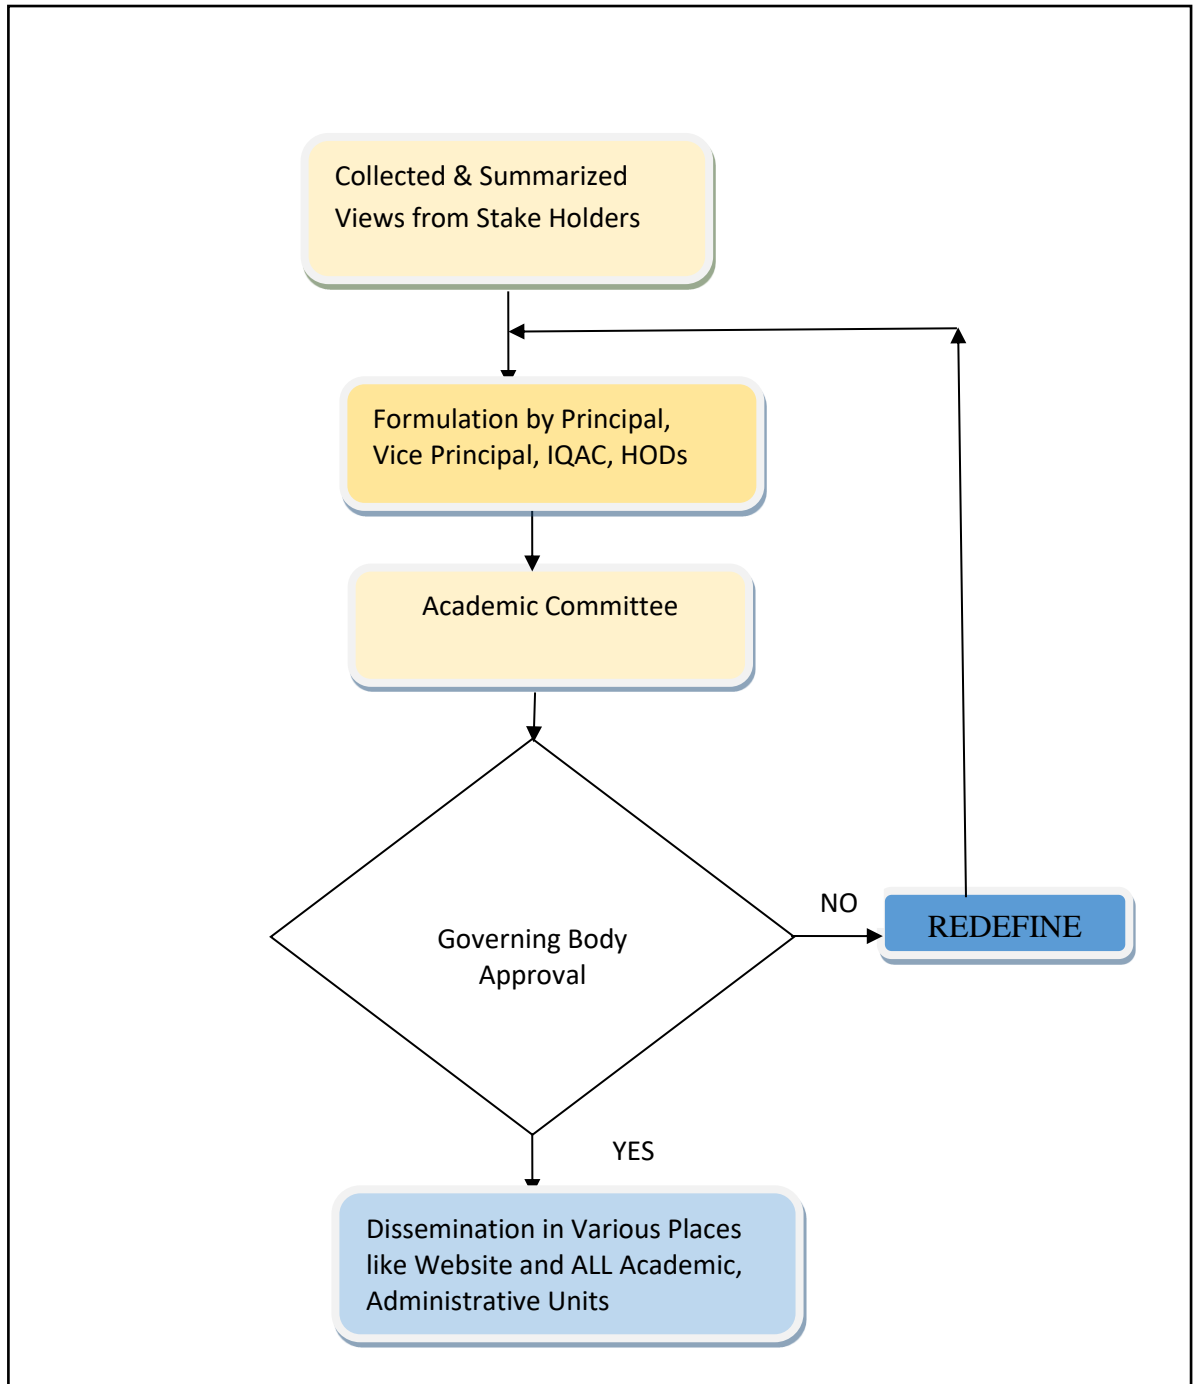 Collected & Summarized
Views from Stake Holders
Formulation by Principal,
Vice Principal, IQAC, HODs
Academic Committee
Governing Body
Approval
NO
REDEFINE
YES
Dissemination in Various Places
like Website and ALL Academic,
Administrative Units